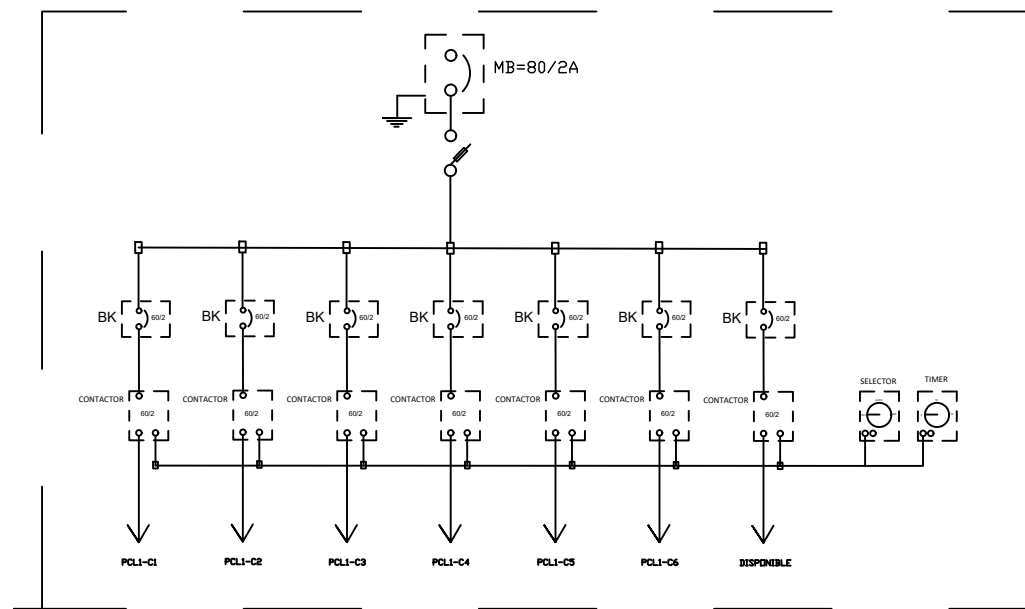 MB=80/2A
BK 60/2 BK 60/2 BK 60/2 BK 60/2 BK 60/2 BK 60/2 BK 60/2
SELECTOR TIMER
CONTACTOR CONTACTOR CONTACTOR CONTACTOR CONTACTOR CONTACTOR CONTACTOR
60/2 60/2 60/2 60/2 60/2 60/2 60/2
PCL1-C1 PCL1-C2 PCL1-C3 PCL1-C4 PCL1-C5 PCL1-C6 DISPONIBLE